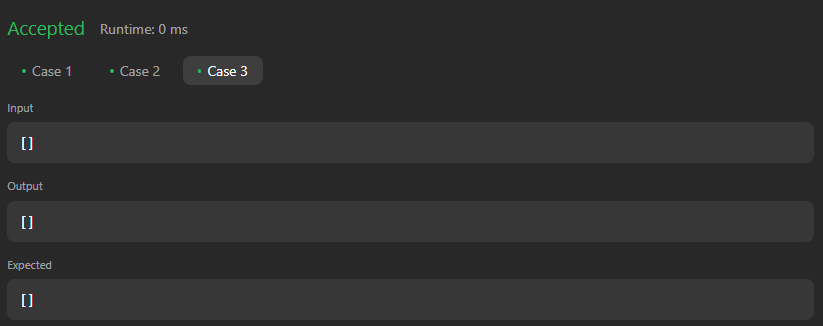 Accepted Runtime: 0 ms
• Case 1 • Case 2 • Case 3
Input
[]
Output
[]
Expected
[]